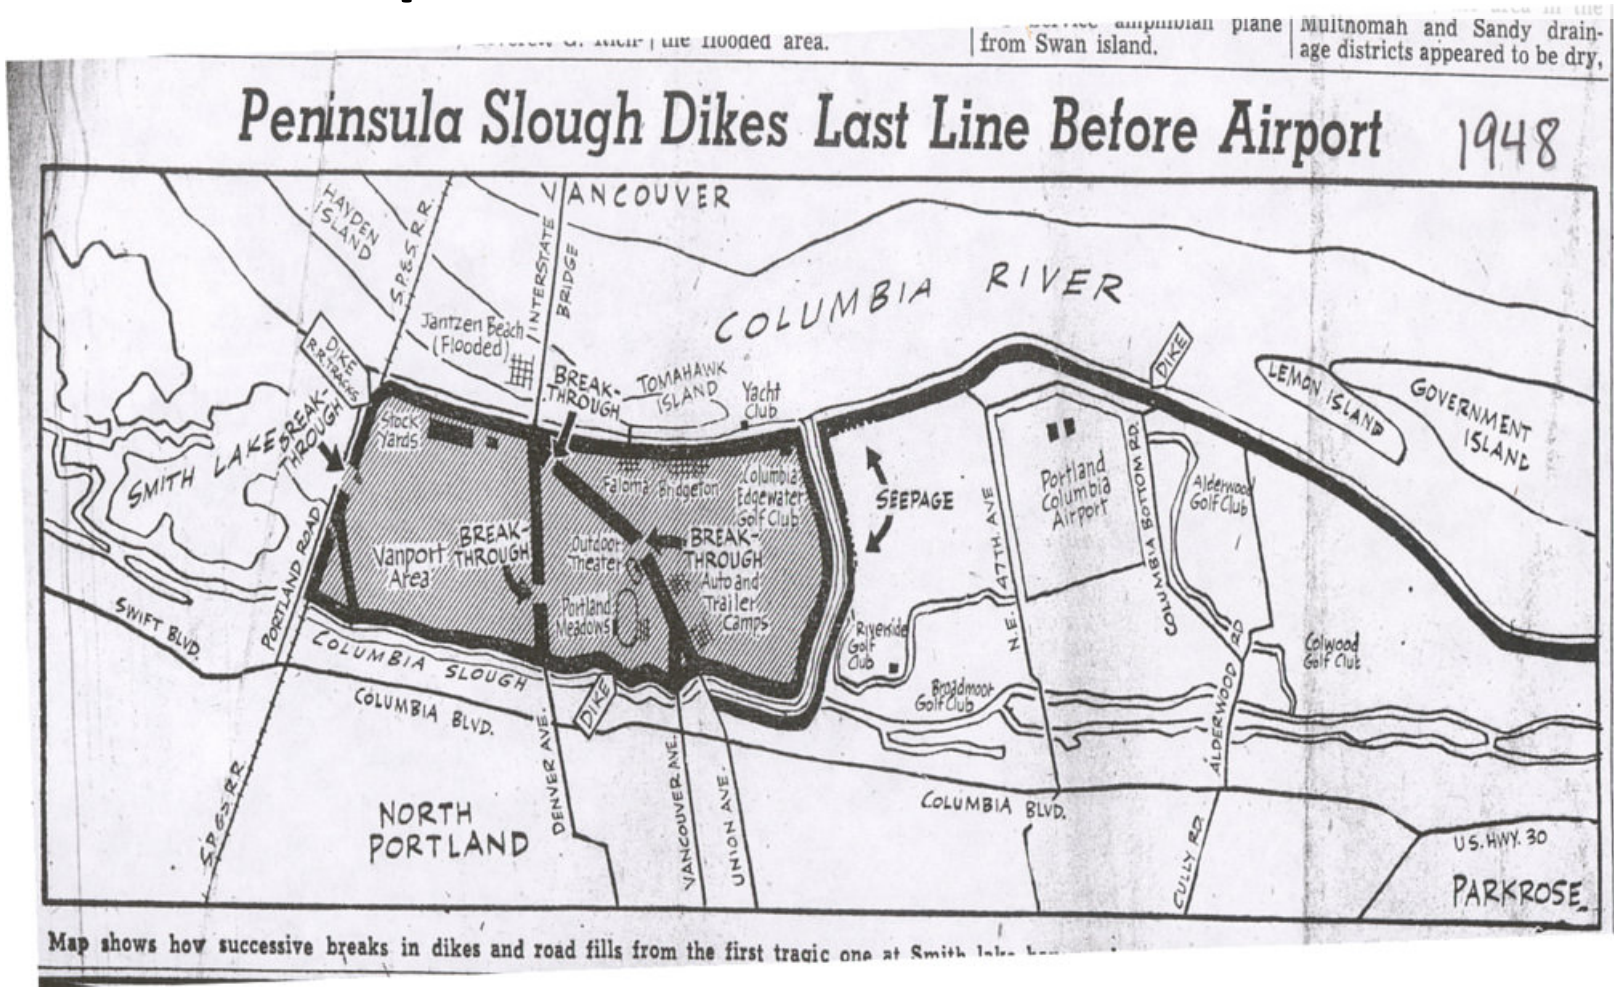 the flooded area.
amphibian plane
from Swan island.
Multnomah and Sandy drain-
age districts appeared to be dry,
Peninsula Slough Dikes Last Line Before Airport
1948
VANCOUVER
HAYDEN
ISLAND
S.P.&S. R.R.
INTERSTATE
BRIDGE
COLUMBIA RIVER
Jantzen Beach
(Flooded)
DIKE
R.R. TRACKS
BREAK-
THROUGH
TOMAHAWK
ISLAND
Yacht
Club
DIKE
LEMON ISLAND
GOVERNMENT
ISLAND
BREAK-
THROUGH
SMITH LAKE
Stock
Yards
Faloma
Bridgeton
Columbia
Edgewater
Golf Club
SEEPAGE
N.E. 47TH AVE
Portland
Columbia
Airport
COLUMBIA BOTTOM RD.
Alderwood
Golf Club
Vanport
Area
BREAK-
THROUGH
Outdoor
Theater
BREAK-
THROUGH
Auto and
Trailer
Camps
Portland
Meadows
PORTLAND ROAD
SWIFT BLVD.
COLUMBIA SLOUGH
COLUMBIA BLVD.
DIKE
Riverside
Golf
Club
Broadmoor
Golf Club
ALDERWOOD RD
Colwood
Golf Club
S.P.&S. R.R.
NORTH
PORTLAND
DENVER AVE.
VANCOUVER AVE.
UNION AVE.
COLUMBIA BLVD.
CULLY RD.
U.S. HWY. 30
PARKROSE
Map shows how successive breaks in dikes and road fills from the first tragic one at Smith lake